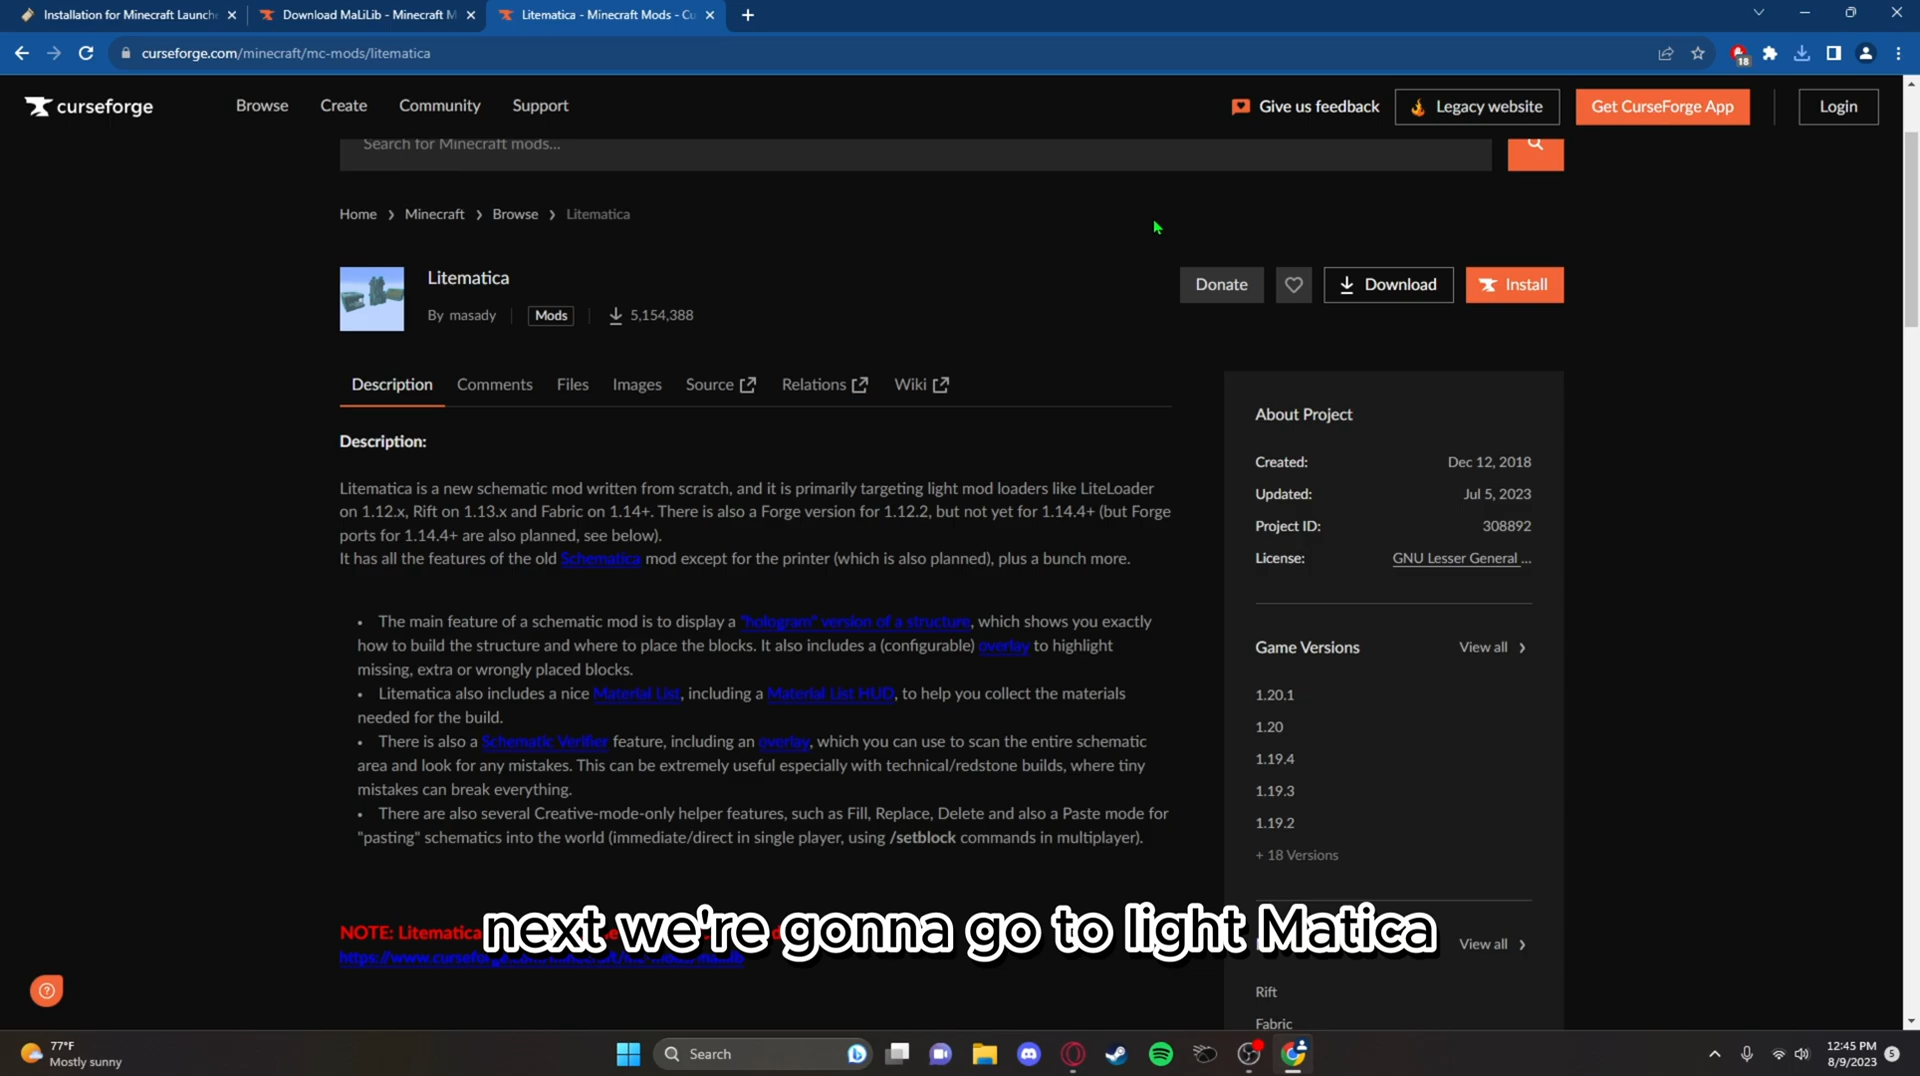 Installation for Minecraft Launche
Download MaLiLib - Minecraft M
Litematica - Minecraft Mods - Cu
curseforge.com/minecraft/mc-mods/litematica
18
curseforge
Browse
Create
Community
Support
Give us feedback
Legacy website
Get CurseForge App
Login
Search for Minecraft mods...
Home > Minecraft > Browse > Litematica
Litematica
By masady
Mods
5,154,388
Donate
Download
Install
Description
Comments
Files
Images
Source
Relations
Wiki
Description:
Litematica is a new schematic mod written from scratch, and it is primarily targeting light mod loaders like LiteLoader
on 1.12.x, Rift on 1.13.x and Fabric on 1.14+. There is also a Forge version for 1.12.2, but not yet for 1.14.4+ (but Forge
ports for 1.14.4+ are also planned, see below).
It has all the features of the old Schematica mod except for the printer (which is also planned), plus a bunch more.
• The main feature of a schematic mod is to display a "hologram" version of a structure, which shows you exactly
how to build the structure and where to place the blocks. It also includes a (configurable) overlay to highlight
missing, extra or wrongly placed blocks.
• Litematica also includes a nice Material List, including a Material List HUD, to help you collect the materials
needed for the build.
• There is also a Schematic Verifier feature, including an overlay, which you can use to scan the entire schematic
area and look for any mistakes. This can be extremely useful especially with technical/redstone builds, where tiny
mistakes can break everything.
• There are also several Creative-mode-only helper features, such as Fill, Replace, Delete and also a Paste mode for
"pasting" schematics into the world (immediate/direct in single player, using /setblock commands in multiplayer).
NOTE: Litematica
https://www.curseforge.com
About Project
Created: Dec 12, 2018
Updated: Jul 5, 2023
Project ID: 308892
License: GNU Lesser General ...
Game Versions
View all >
1.20.1
1.20
1.19.4
1.19.3
1.19.2
+ 18 Versions
View all >
Rift
Fabric
next we're gonna go to light Matica
77°F
Mostly sunny
Search
12:45 PM
8/9/2023
5